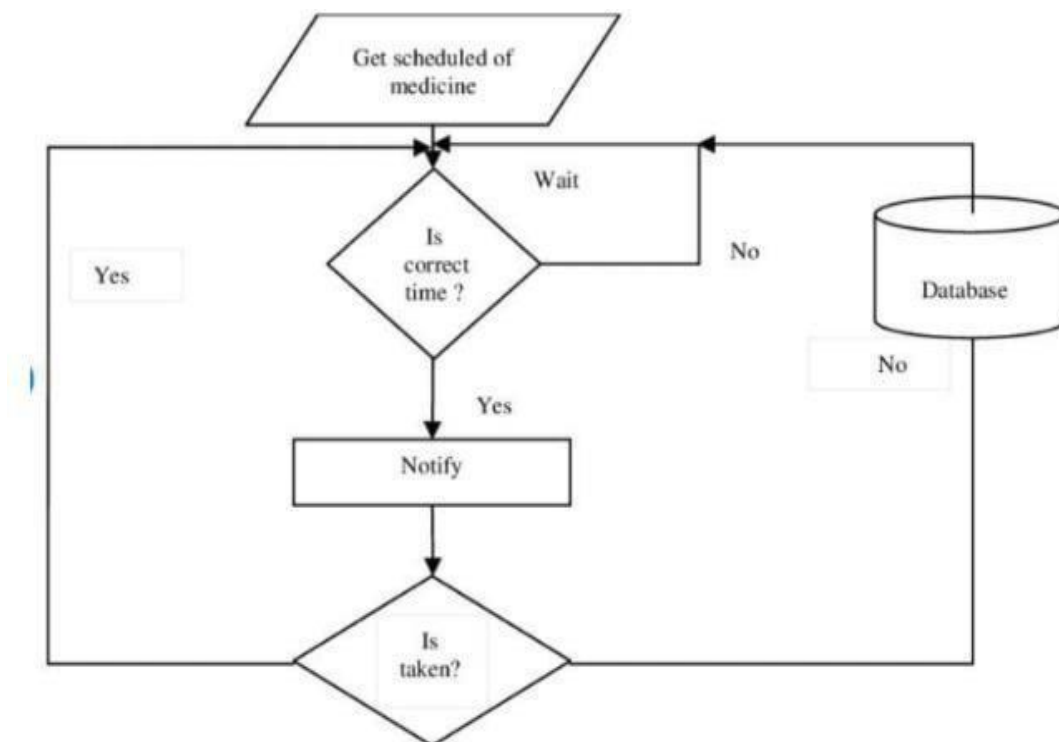 Get scheduled of
medicine
Wait
Is
correct
time ?
No
Yes
Database
No
Yes
Notify
Is
taken?